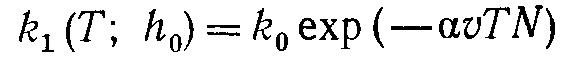 k₁ (T; h₀) = k₀ exp (—αvTN)